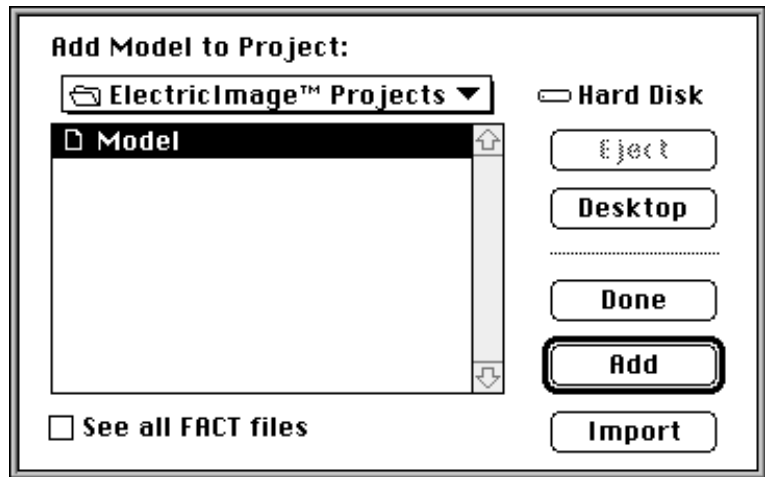 Add Model to Project:
ElectricImage™ Projects
Hard Disk
Model
Eject
Desktop
Done
Add
Import
See all FACT files